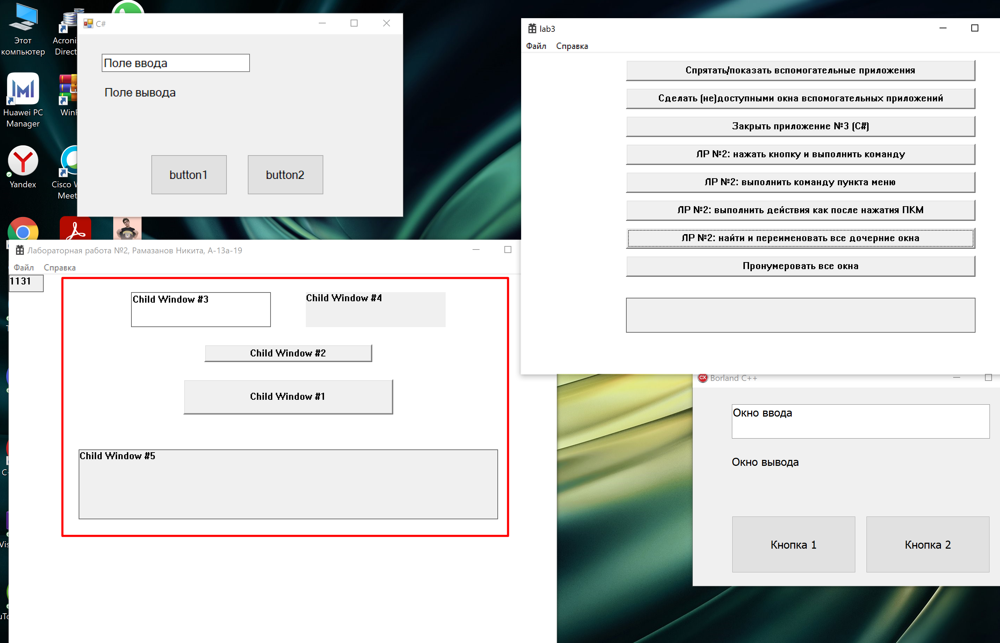 Этот
компьютер
Huawei PC
Manager
Yandex
Cisco
C#
Поле ввода
Поле вывода
button1
button2
lab3
Файл Справка
Спрятать/показать вспомогательные приложения
Сделать (не)доступными окна вспомогательных приложений
Закрыть приложение №3 (C#)
ЛР №2: нажать кнопку и выполнить команду
ЛР №2: выполнить команду пункта меню
ЛР №2: выполнить действия как после нажатия ПКМ
ЛР №2: найти и переименовать все дочерние окна
Пронумеровать все окна
Лабораторная работа №2, Рамазанов Никита, А-13а-19
Файл Справка
1131
Child Window #3
Child Window #4
Child Window #2
Child Window #1
Child Window #5
Borland C++
Окно ввода
Окно вывода
Кнопка 1
Кнопка 2